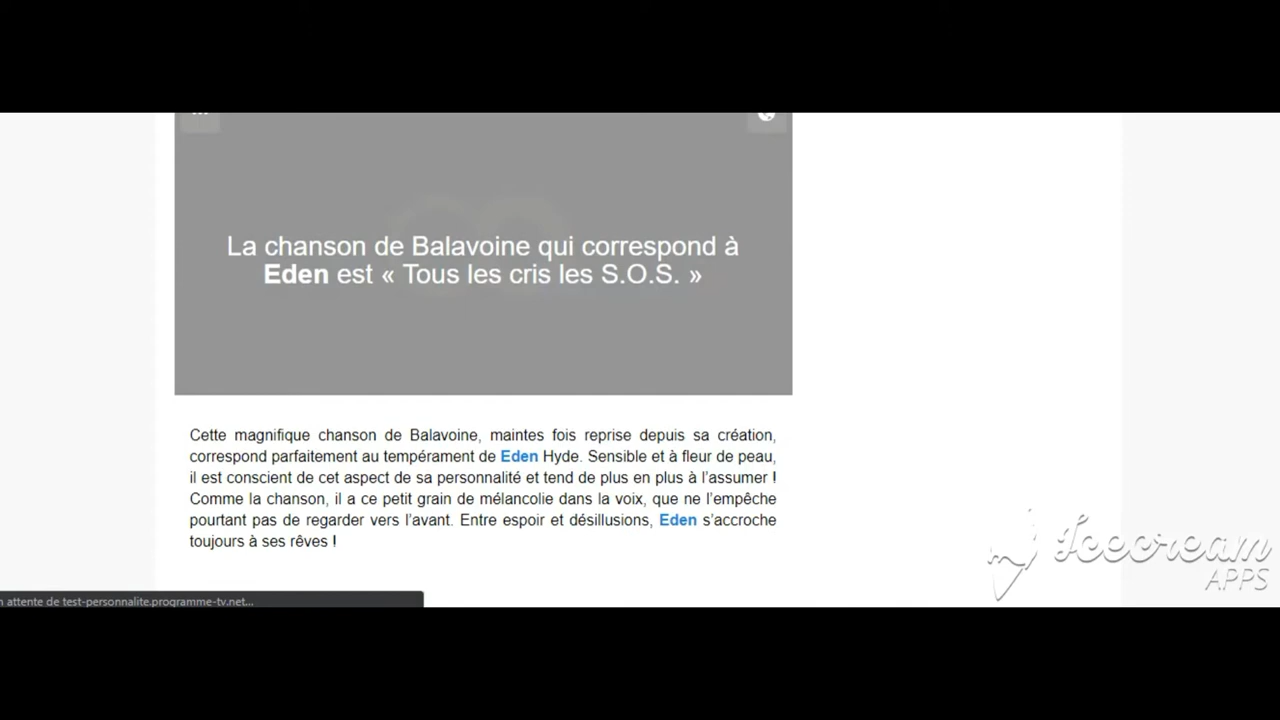 La chanson de Balavoine qui correspond à
Eden est « Tous les cris les S.O.S. »
Cette magnifique chanson de Balavoine, maintes fois reprise depuis sa création,
correspond parfaitement au tempérament de Eden Hyde. Sensible et à fleur de peau,
il est conscient de cet aspect de sa personnalité et tend de plus en plus à l’assumer !
Comme la chanson, il a ce petit grain de mélancolie dans la voix, que ne l’empêche
pourtant pas de regarder vers l’avant. Entre espoir et désillusions, Eden s’accroche
toujours à ses rêves !
Icecream
APPS
n attente de test-personnalite.programme-tv.net...